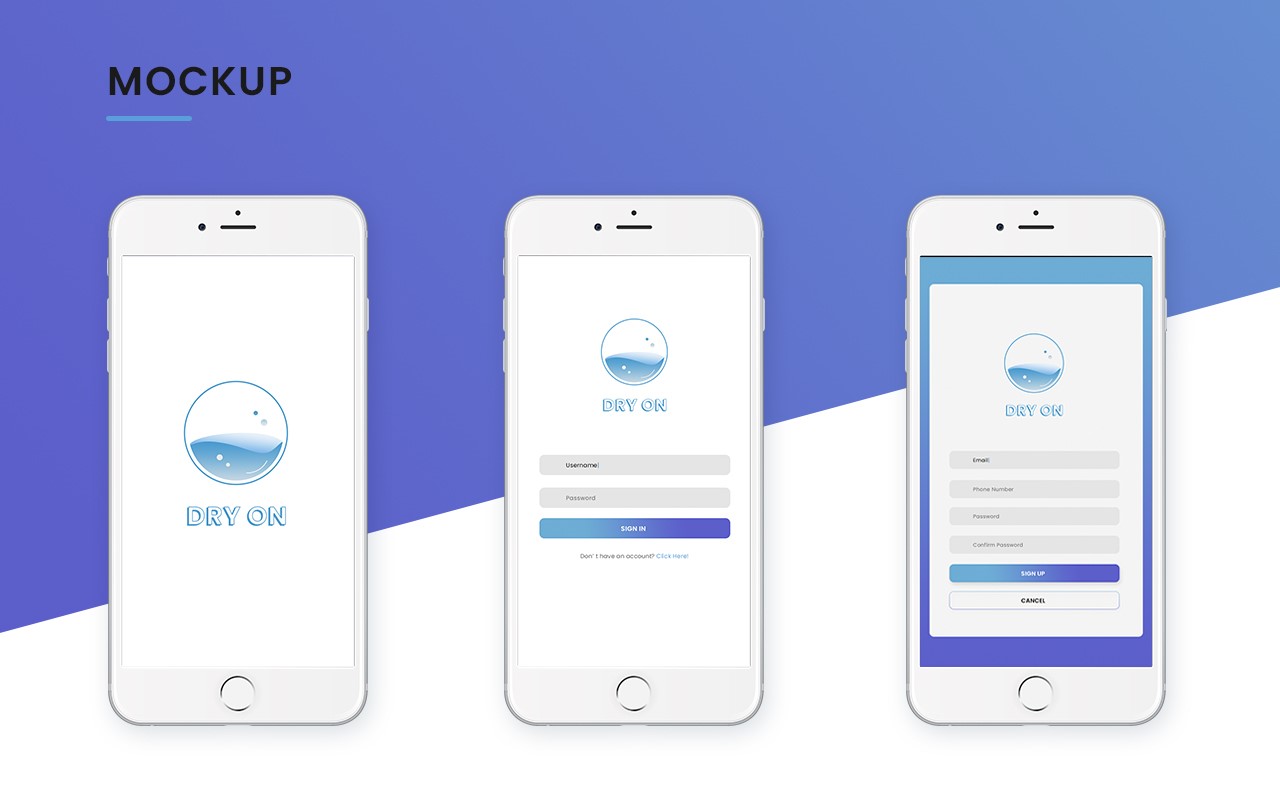 MOCKUP
DRY ON
DRY ON
Username|
Password
SIGN IN
Don' t have an account? Click Here!
DRY ON
Email|
Phone Number
Password
Confirm Password
SIGN UP
CANCEL